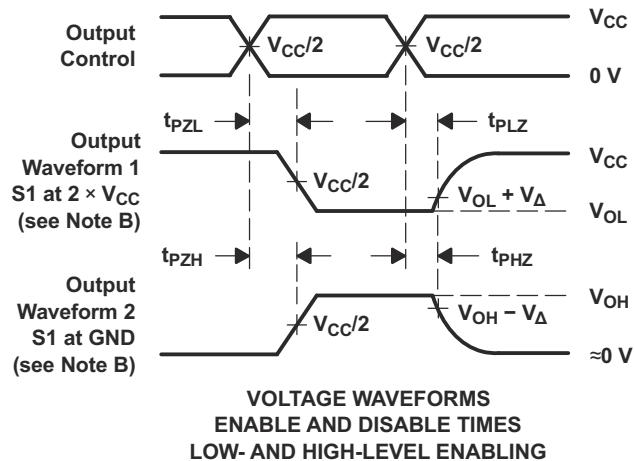 Output
Control
V_CC/2
V_CC/2
V_CC
0 V
t_PZL
t_PLZ
Output
Waveform 1
S1 at 2 × V_CC
(see Note B)
V_CC/2
V_CC
V_OL + V_Δ
V_OL
t_PZH
t_PHZ
Output
Waveform 2
S1 at GND
(see Note B)
V_CC/2
V_OH
V_OH − V_Δ
≈0 V
VOLTAGE WAVEFORMS
ENABLE AND DISABLE TIMES
LOW- AND HIGH-LEVEL ENABLING